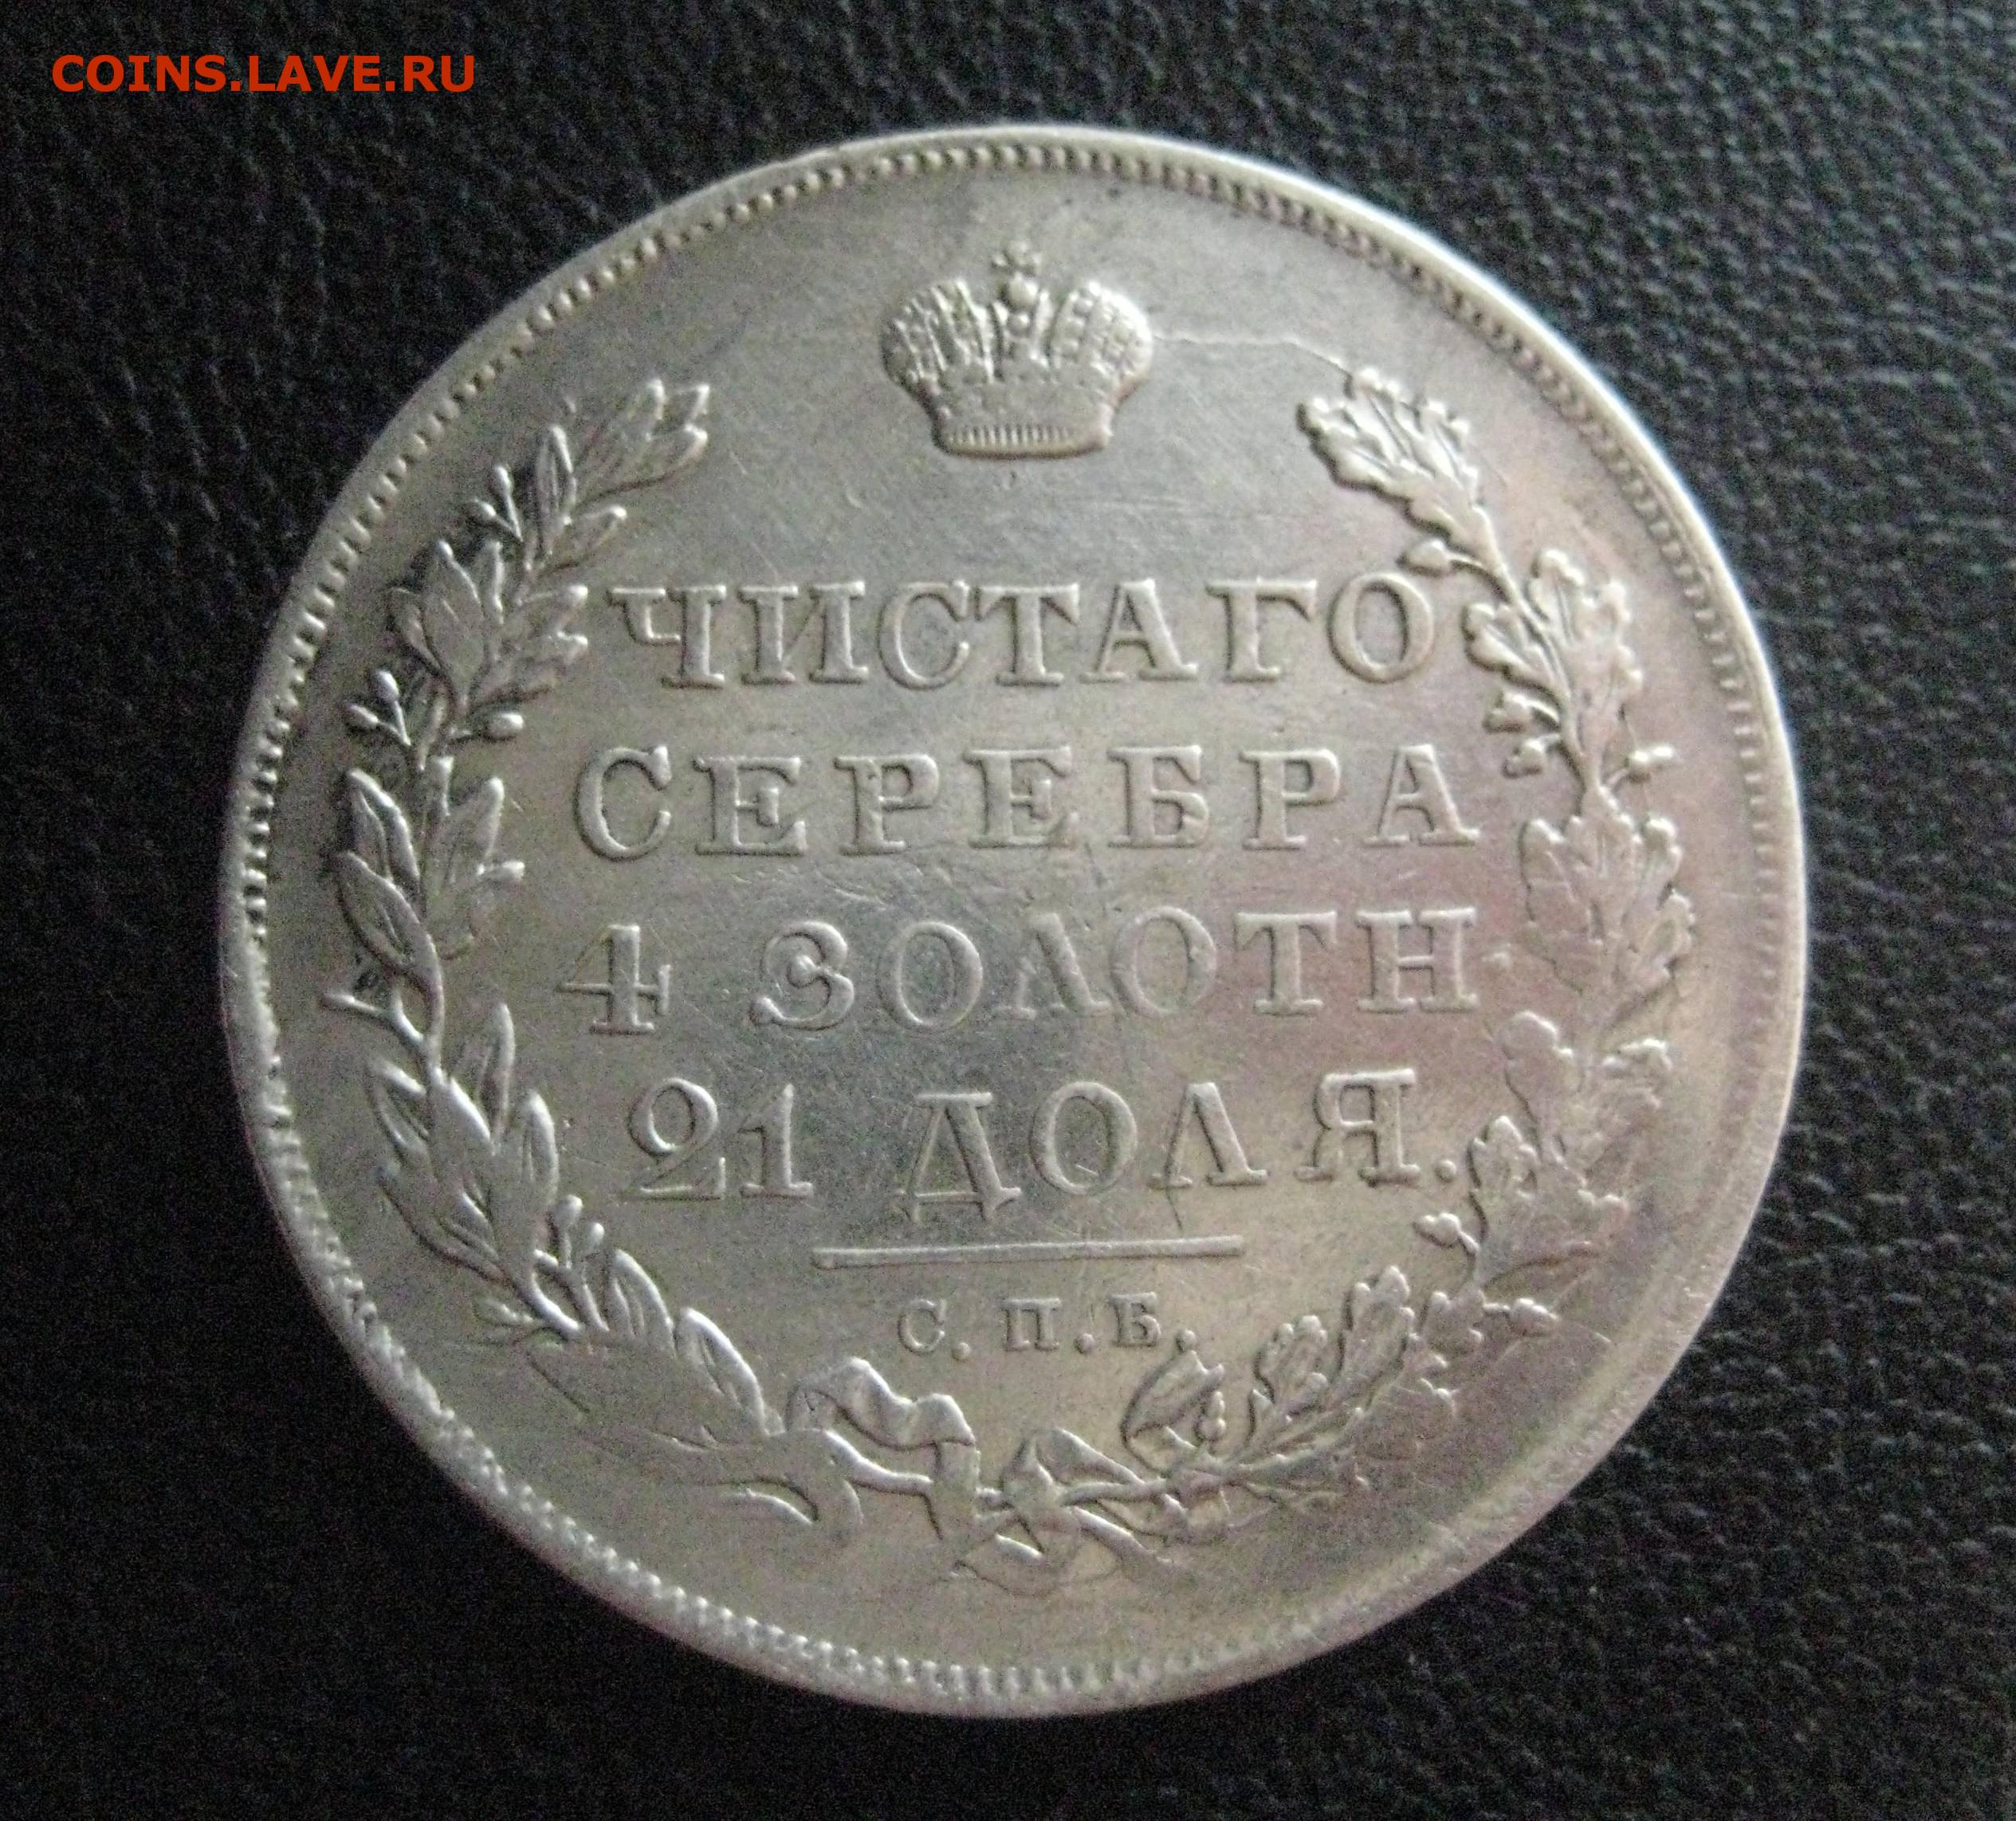 COINS.LAVE.RU
ЧИСТАГО
СЕРЕБРА
4 ЗОЛОТН
21 ДОЛЯ.
С.П.Б.